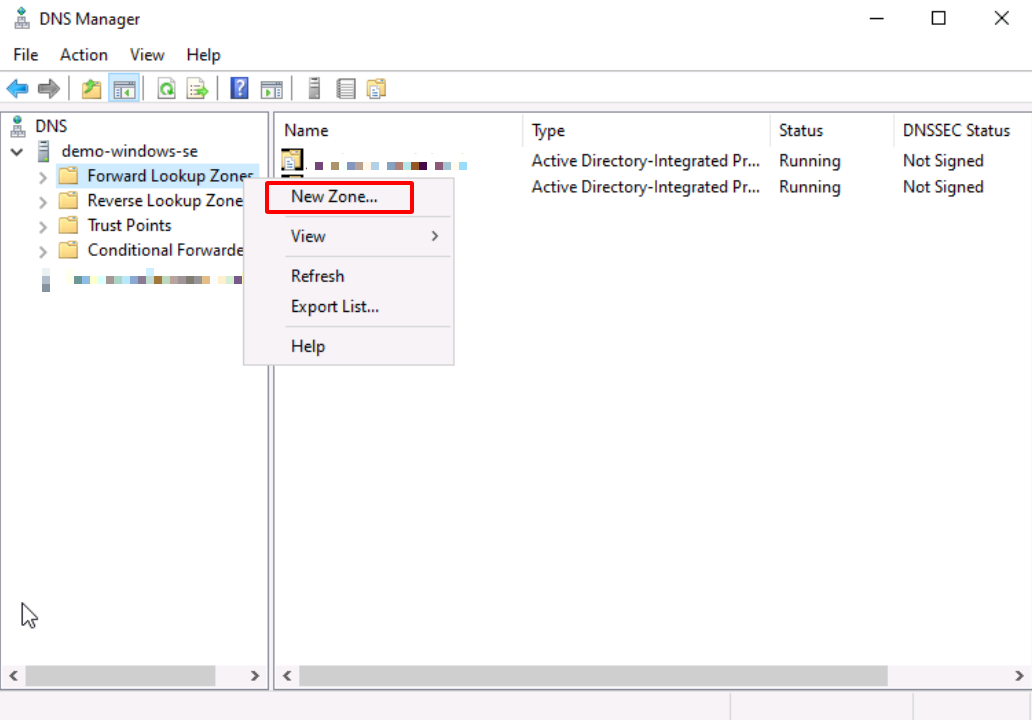 DNS Manager
File Action View Help
DNS
demo-windows-se
Forward Lookup Zones
Reverse Lookup Zone
Trust Points
Conditional Forwarde
New Zone...
View
Refresh
Export List...
Help
Name Type Status DNSSEC Status
Active Directory-Integrated Pr... Running Not Signed
Active Directory-Integrated Pr... Running Not Signed